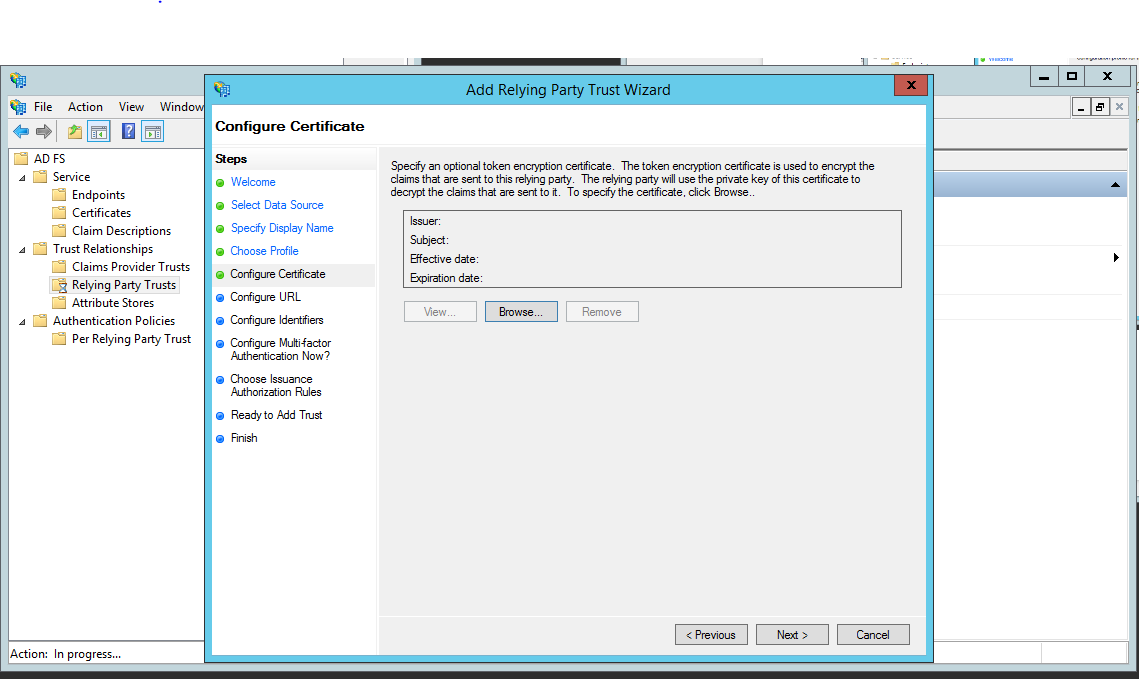 Welcome
Add Relying Party Trust Wizard
File Action View Window
Configure Certificate
AD FS
Service
Endpoints
Certificates
Claim Descriptions
Trust Relationships
Claims Provider Trusts
Relying Party Trusts
Attribute Stores
Authentication Policies
Per Relying Party Trust
Steps
Welcome
Select Data Source
Specify Display Name
Choose Profile
Configure Certificate
Configure URL
Configure Identifiers
Configure Multi-factor
Authentication Now?
Choose Issuance
Authorization Rules
Ready to Add Trust
Finish
Specify an optional token encryption certificate. The token encryption certificate is used to encrypt the
claims that are sent to this relying party. The relying party will use the private key of this certificate to
decrypt the claims that are sent to it. To specify the certificate, click Browse..
Issuer:
Subject:
Effective date:
Expiration date:
View... Browse... Remove
< Previous Next > Cancel
Action: In progress...